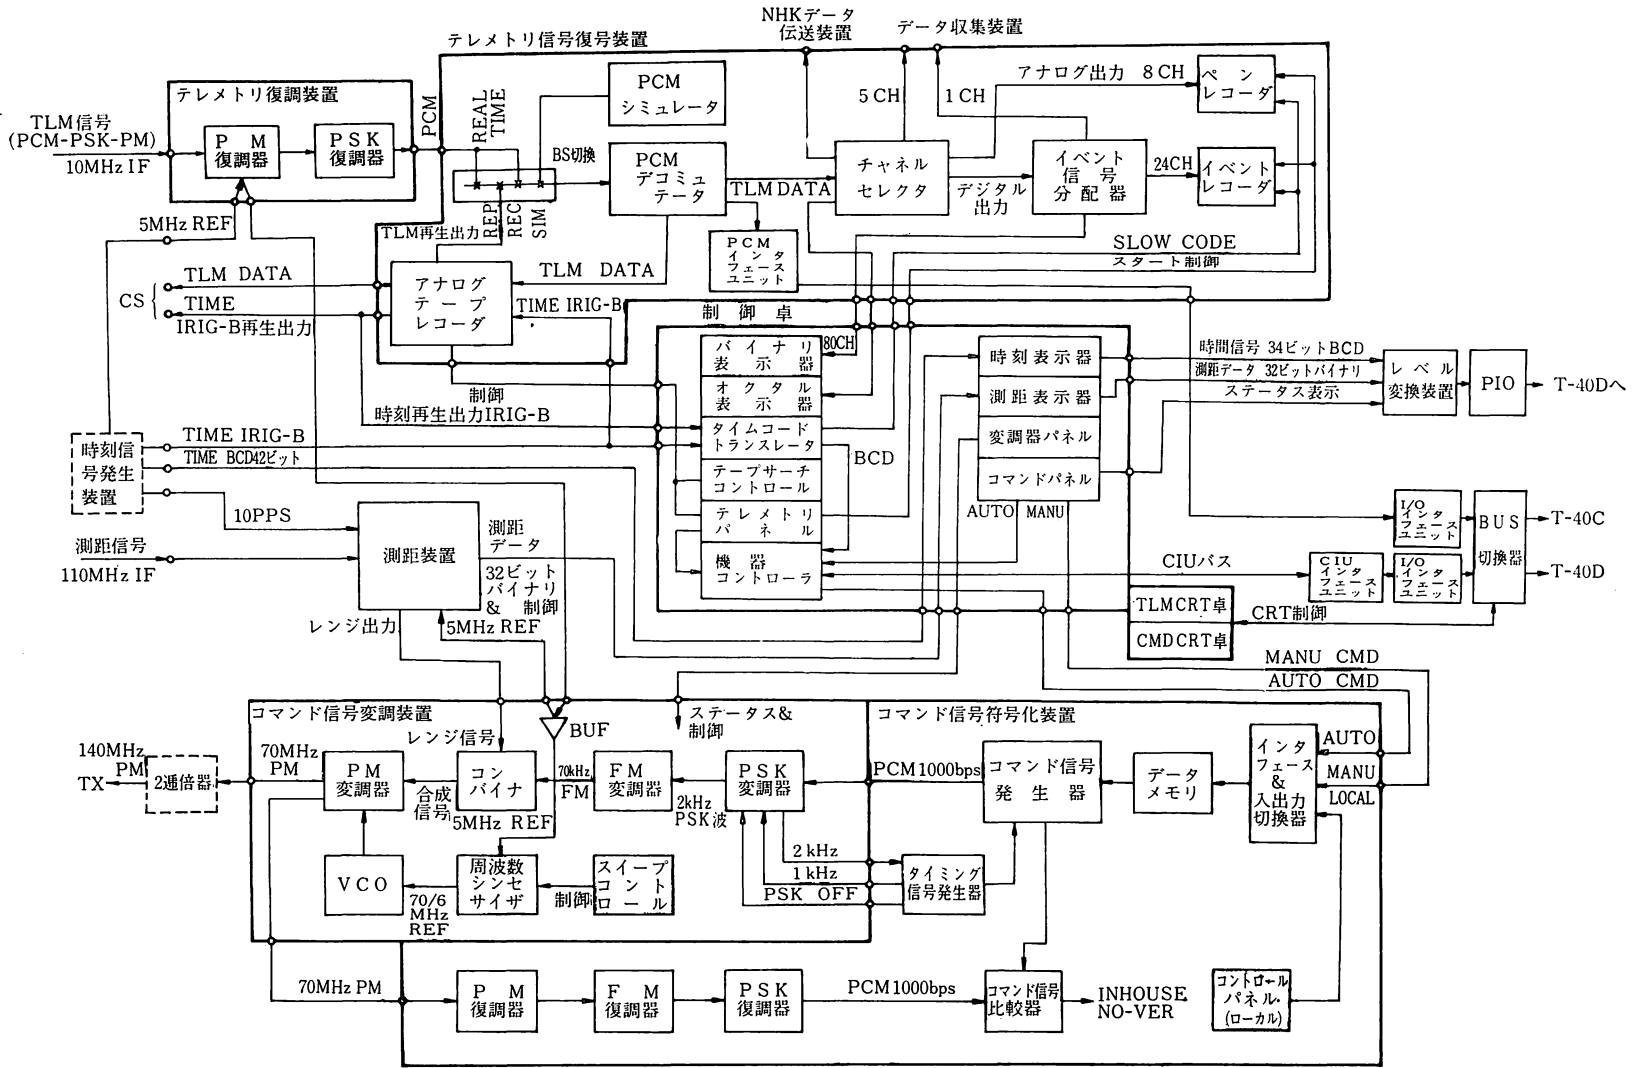 NHKデータ
伝送装置
データ収集装置
テレメトリ信号復号装置
テレメトリ復調装置
TLM信号
(PCM-PSK-PM)
10MHz IF
P M
復調器
PSK
復調器
PCM
REAL
TIME
PCM
シミュレータ
BS切換
PCM
デコミュ
テータ
REP.
REC
SIM
TLM再生出力
TLM DATA
5 CH
1 CH
アナログ出力 8 CH
ペン
レコーダ
チャネル
セレクタ
デジタル
出力
イベント
信号
分配器
24CH
イベント
レコーダ
PCM
インタ
フェース
ユニット
SLOW CODE
スタート制御
5MHz REF
CS
TLM DATA
TIME
IRIG-B再生出力
アナログ
テープ
レコーダ
TLM DATA
TIME IRIG-B
制御
時刻再生出力IRIG-B
制御卓
バイナリ
表示器
80CH
オクタル
表示器
タイムコード
トランスレータ
テープサーチ
コントロール
テレメトリ
パネル
機器
コントローラ
BCD
時刻表示器
測距表示器
変調器パネル
コマンドパネル
AUTO
MANU
時間信号 34ビットBCD
測距データ 32ビットバイナリ
ステータス表示
レベル
変換装置
PIO
T-40Dへ
時刻信
号発生
装置
TIME IRIG-B
TIME BCD42ビット
10PPS
測距信号
110MHz IF
測距装置
測距
データ
32ビット
バイナリ
& 制御
レンジ出力
5MHz REF
CIUバス
CIU
インタ
フェース
ユニット
I/O
インタ
フェース
ユニット
I/O
インタ
フェース
ユニット
BUS
切換器
T-40C
T-40D
TLMCRT卓
CMDCRT卓
CRT制御
MANU CMD
AUTO CMD
コマンド信号変調装置
BUF
ステータス&
制御
コマンド信号符号化装置
140MHz
PM
TX
2逓倍器
70MHz
PM
PM
変調器
レンジ信号
合成
信号
コン
バイナ
70kHz
FM
FM
変調器
2kHz
PSK波
PSK
変調器
PCM1000bps
コマンド信号
発生器
データ
メモリ
インタ
フェース
&
入出力
切換器
AUTO
MANU
LOCAL
5MHz REF
VCO
70/6
MHz
REF
周波数
シンセ
サイザ
制御
スイープ
コント
ロール
2 kHz
1 kHz
PSK OFF
タイミング
信号発生器
70MHz PM
P M
復調器
F M
復調器
PSK
復調器
PCM1000bps
コマンド信号
比較器
INHOUSE
NO-VER
コントロール
パネル
(ローカル)